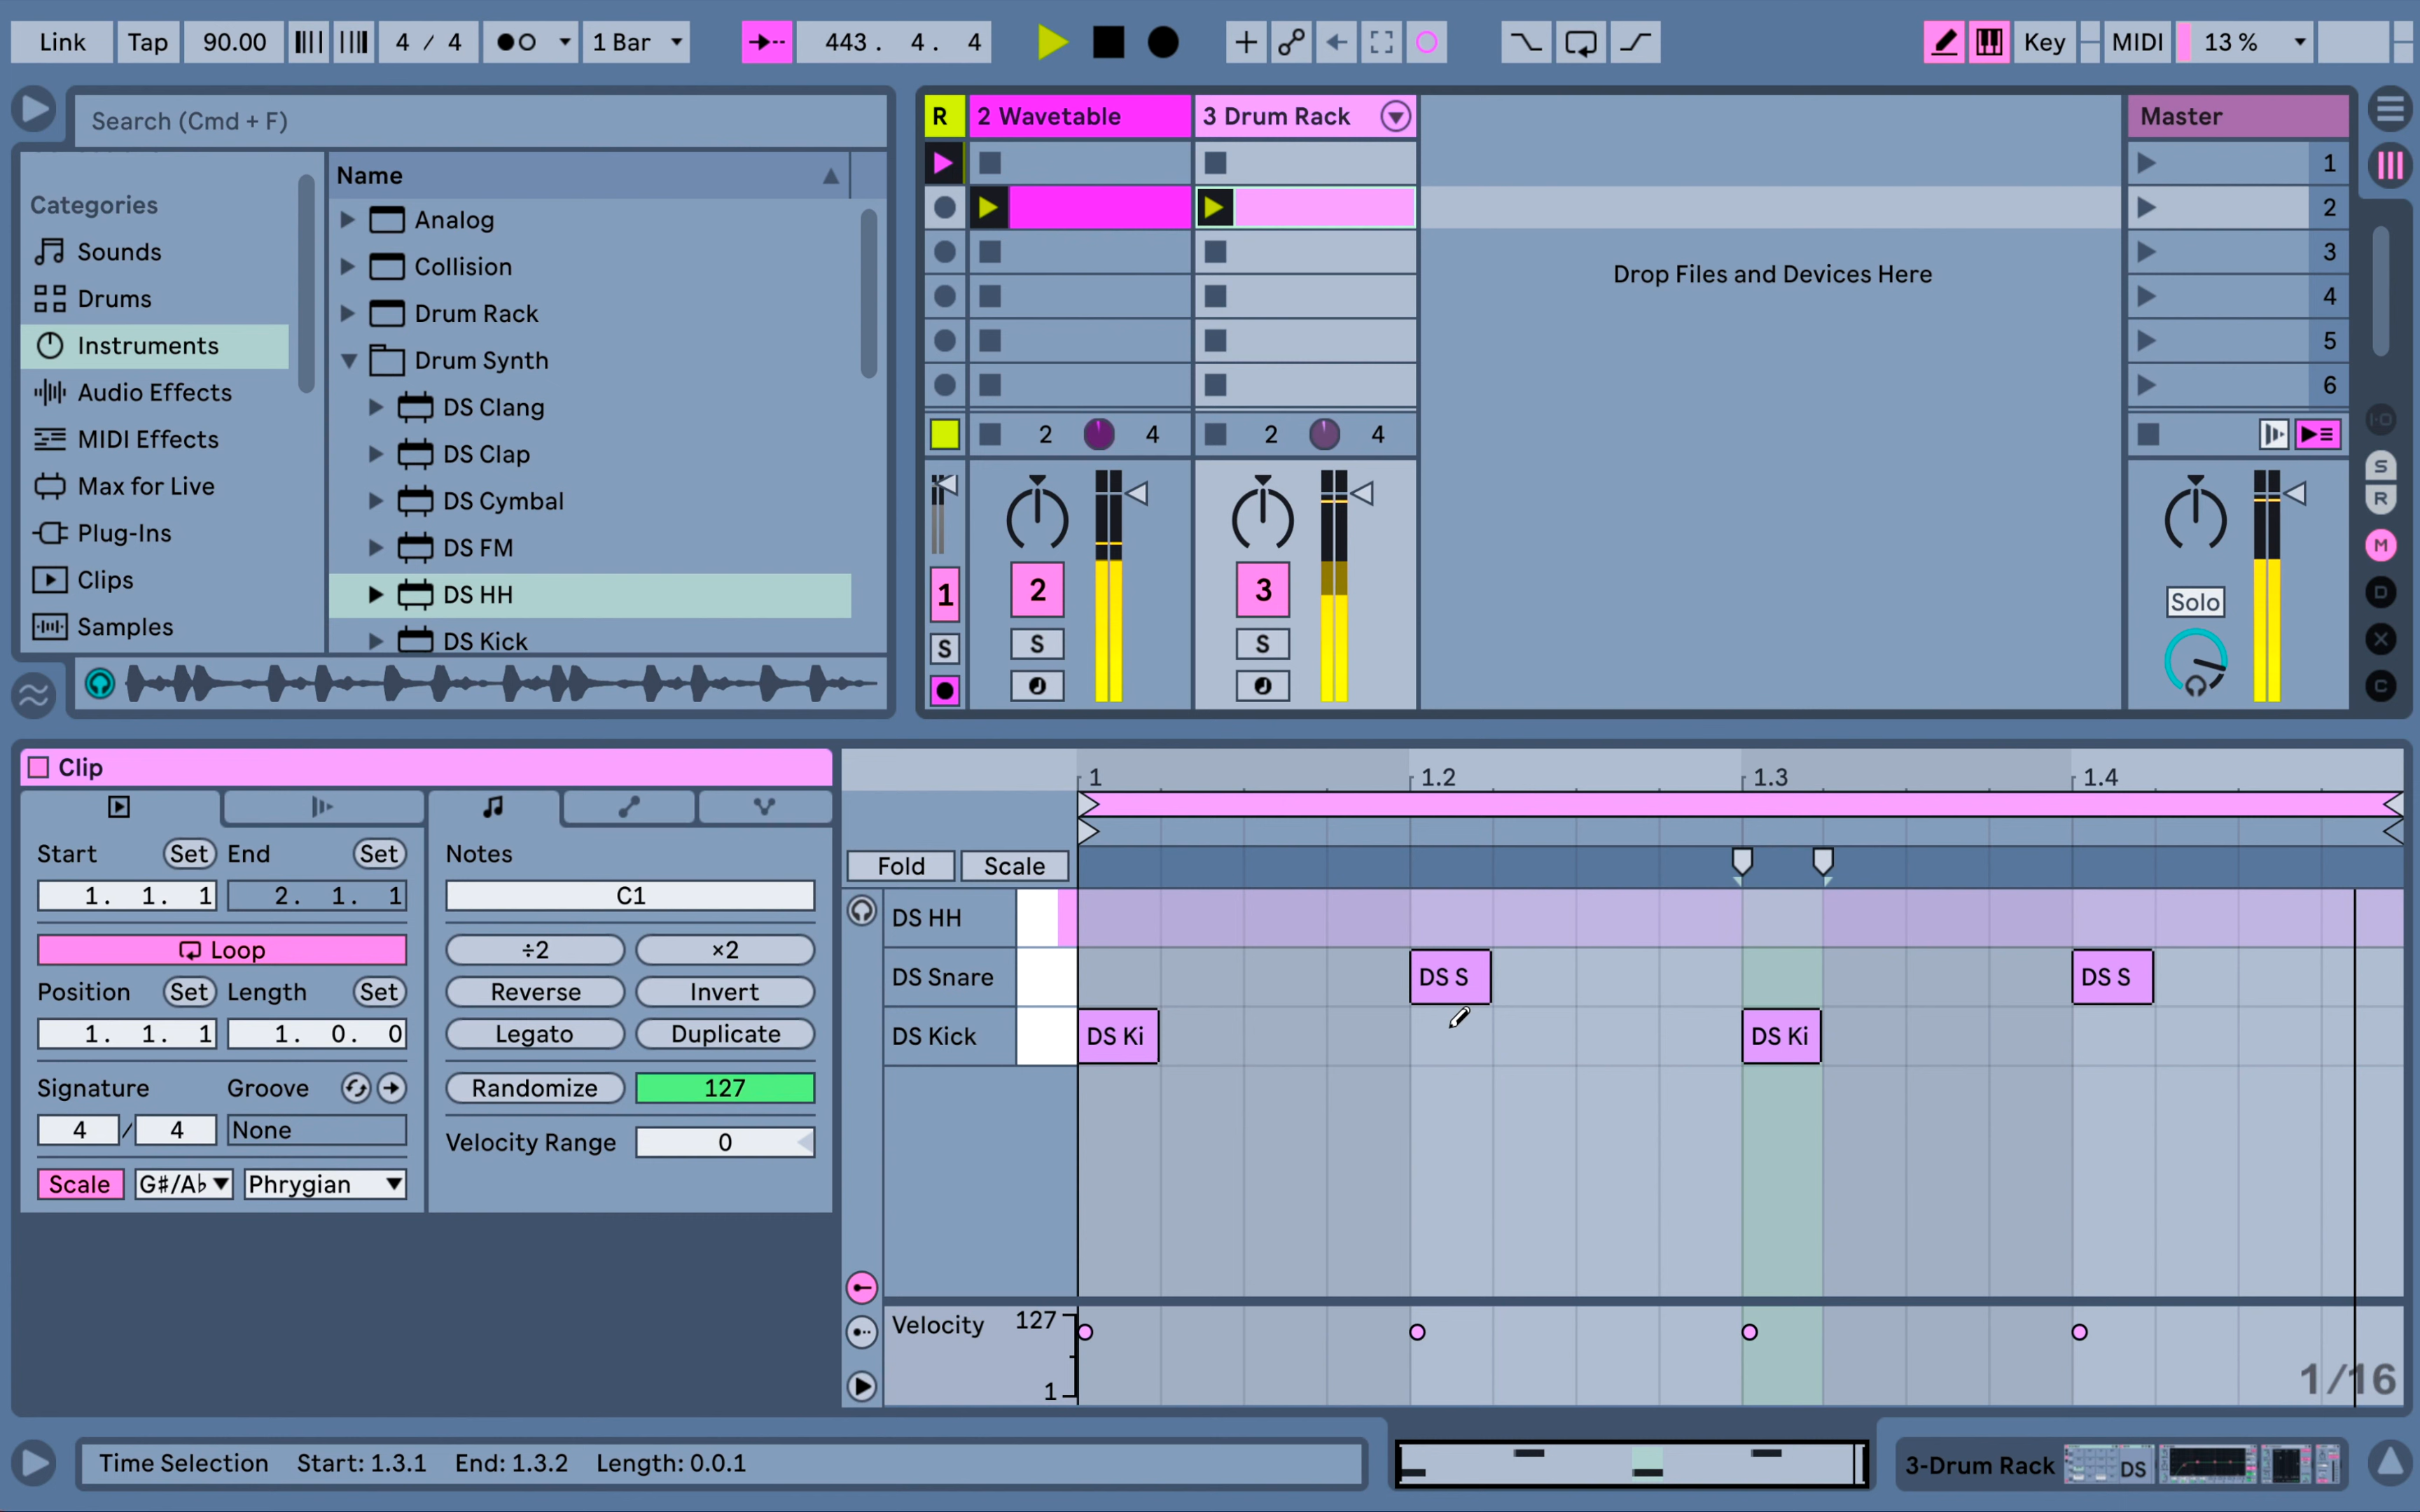 Link Tap 90.00 4 / 4 1 Bar 443. 4. 4 Key MIDI 13 %
Search (Cmd + F)
Categories
Sounds
Drums
Instruments
Audio Effects
MIDI Effects
Max for Live
Plug-Ins
Clips
Samples
Name
Analog
Collision
Drum Rack
Drum Synth
DS Clang
DS Clap
DS Cymbal
DS FM
DS HH
DS Kick
R 2 Wavetable 3 Drum Rack Master
1
2
3
4
5
6
Drop Files and Devices Here
2 4 2 4
1 2 3
S S S
Solo
S
R
M
D
X
C
Clip
Start Set End Set
1. 1. 1 2. 1. 1
Loop
Position Set Length Set
1. 1. 1 1. 0. 0
Signature Groove
4 / 4 None
Scale G#/A♭ Phrygian
Notes
C1
÷2 ×2
Reverse Invert
Legato Duplicate
Randomize 127
Velocity Range 0
1 1.2 1.3 1.4
Fold Scale
DS HH
DS Snare DS S DS S
DS Kick DS Ki DS Ki
Velocity 127
1
1/16
Time Selection Start: 1.3.1 End: 1.3.2 Length: 0.0.1
3-Drum Rack DS